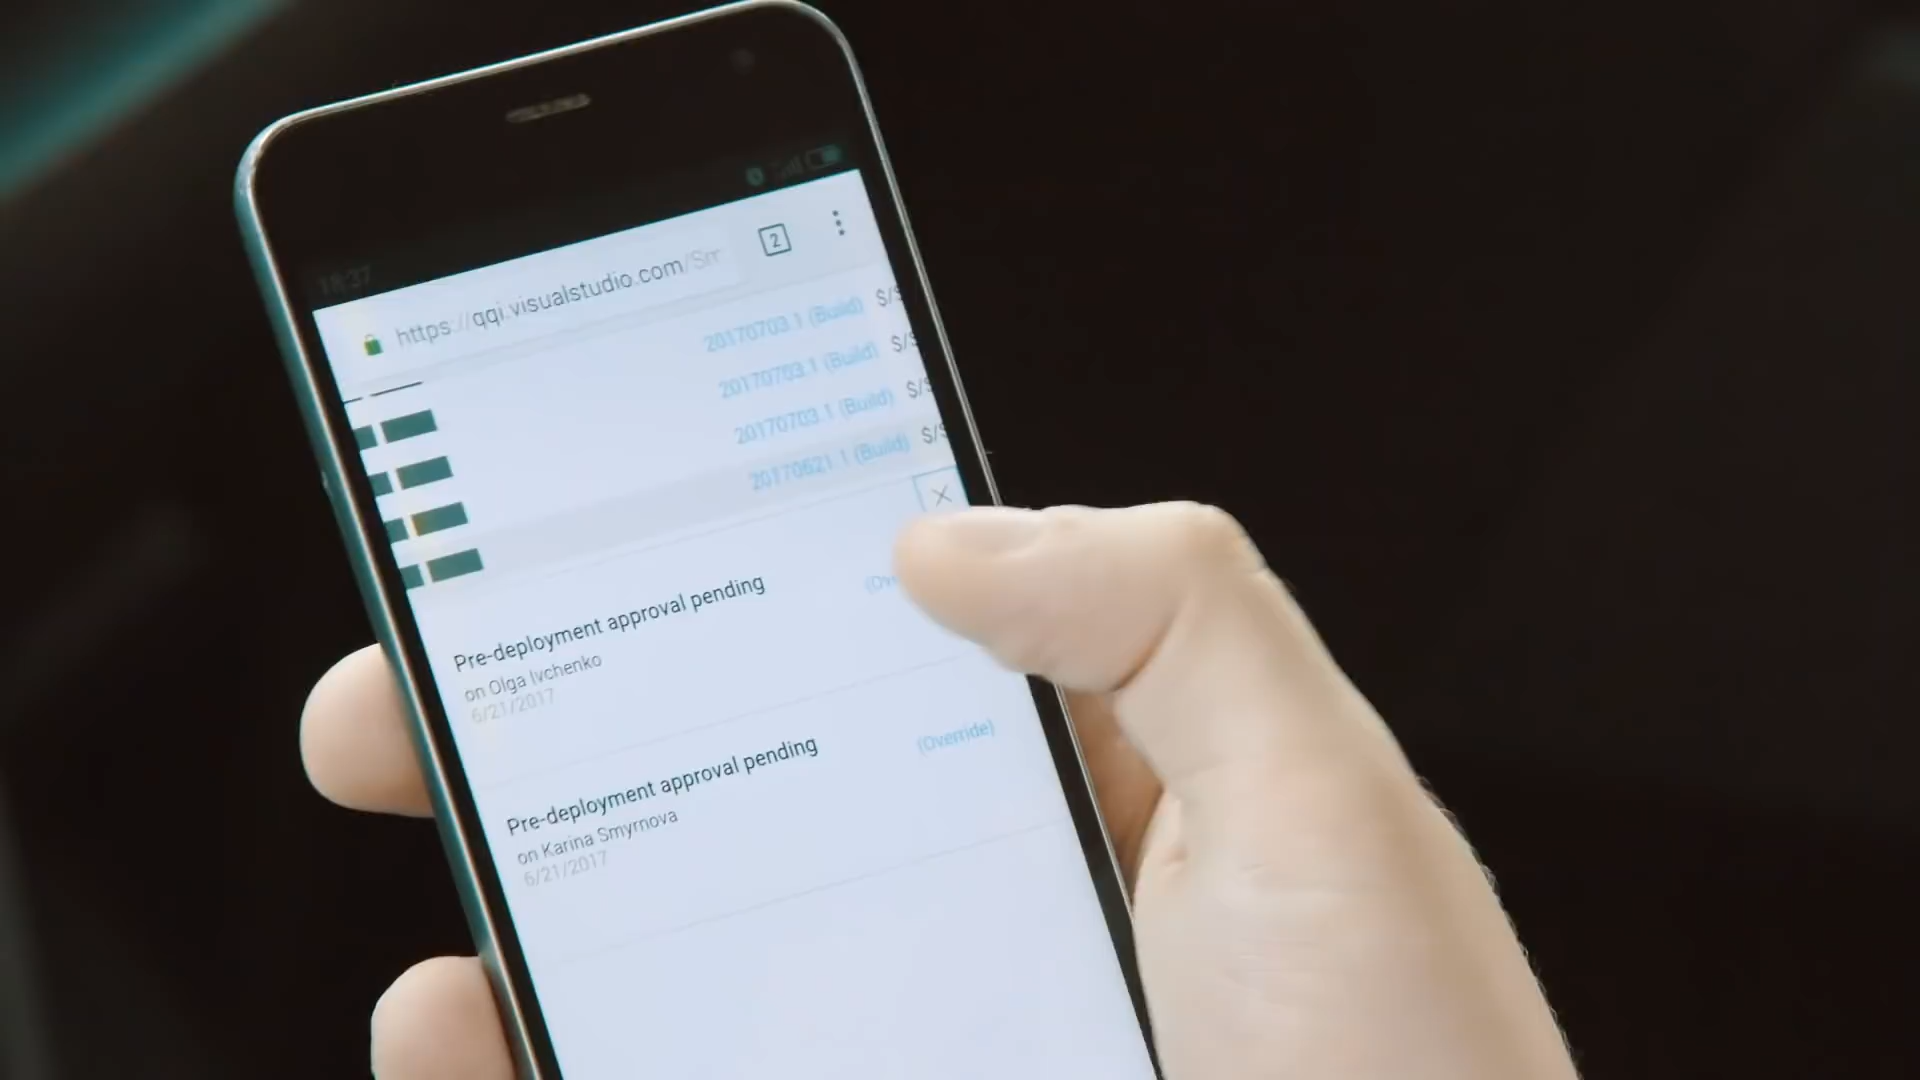 18:37
https://qqi.visualstudio.com/Sm
2
20170703.1 (Build) $/S
20170703.1 (Build) $/S
20170703.1 (Build) $/S
20170621.1 (Build) $/S
Pre-deployment approval pending
on Olga Ivchenko
6/21/2017
Pre-deployment approval pending (Override)
on Karina Smyrnova
6/21/2017